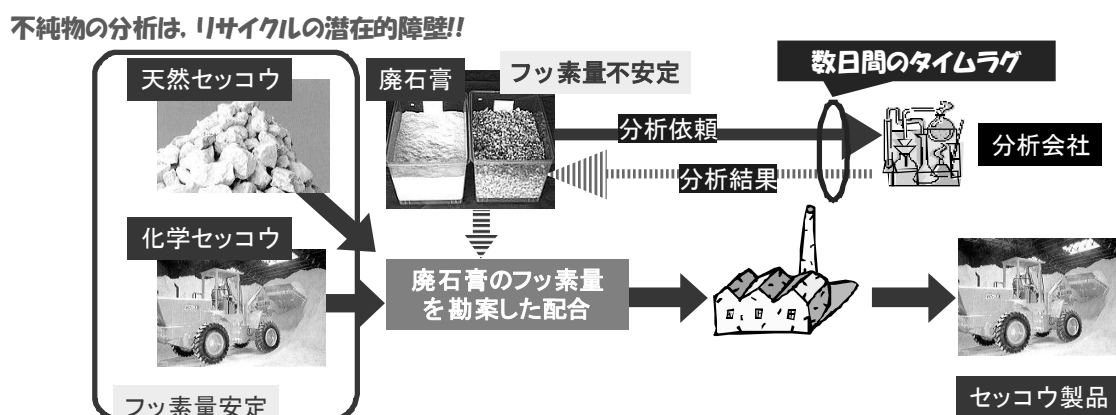 不純物の分析は，リサイクルの潜在的障壁!!
数日間のタイムラグ
天然セッコウ
廃石膏
フッ素量不安定
分析依頼
分析会社
分析結果
化学セッコウ
廃石膏のフッ素量
を勘案した配合
フッ素量安定
セッコウ製品